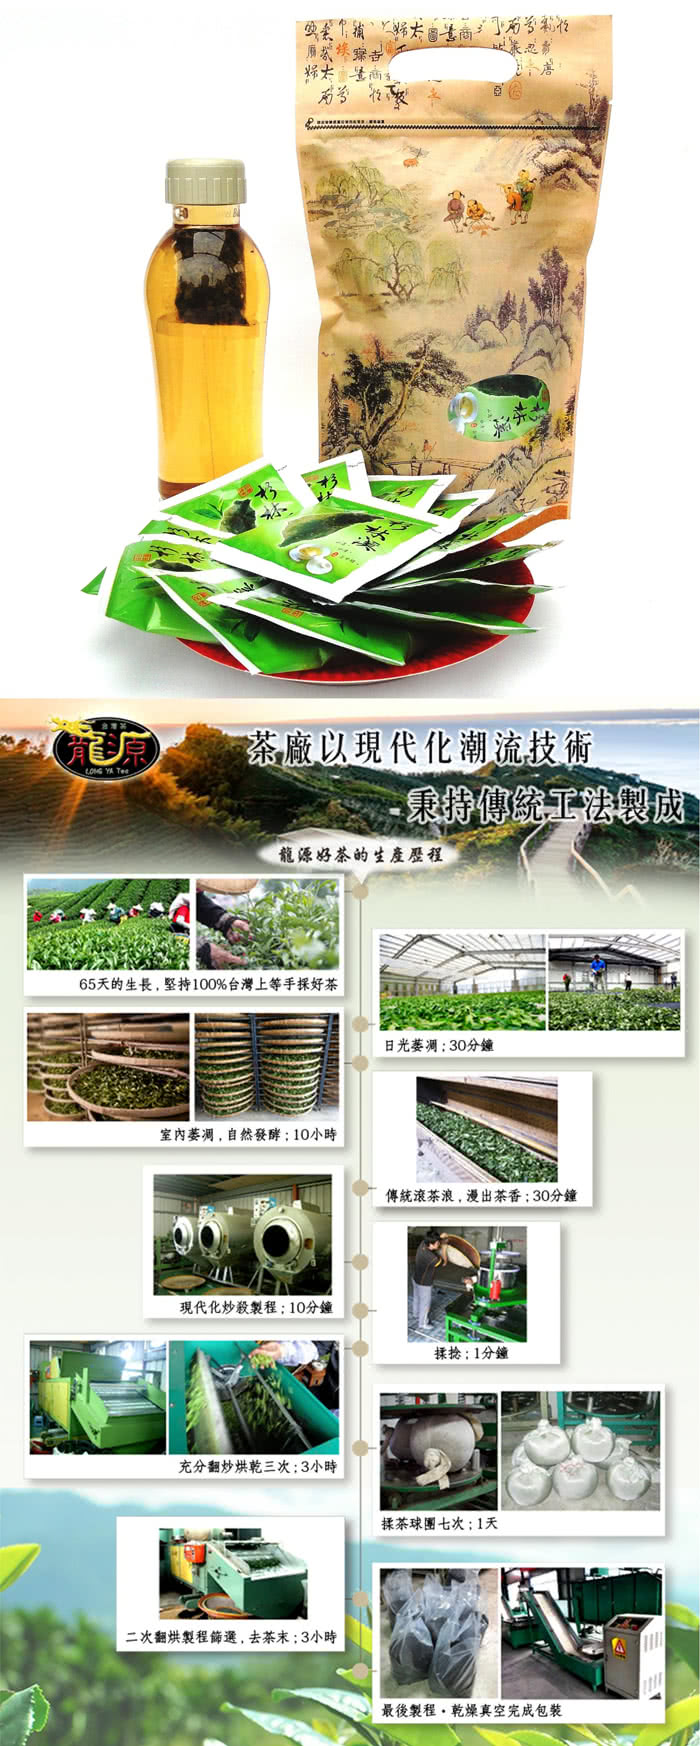 杉林溪
台灣茶
龍源
LONG YA Tea
茶廠以現代化潮流技術
秉持傳統工法製成
龍源好茶的生產歷程
65天的生長,堅持100%台灣上等手採好茶
日光萎凋;30分鐘
室內萎凋,自然發酵;10小時
傳統滾茶浪,漫出茶香;30分鐘
現代化炒殺製程;10分鐘
揉捻;1分鐘
充分翻炒烘乾三次;3小時
揉茶球團七次;1天
二次翻烘製程篩選,去茶末;3小時
最後製程・乾燥真空完成包裝